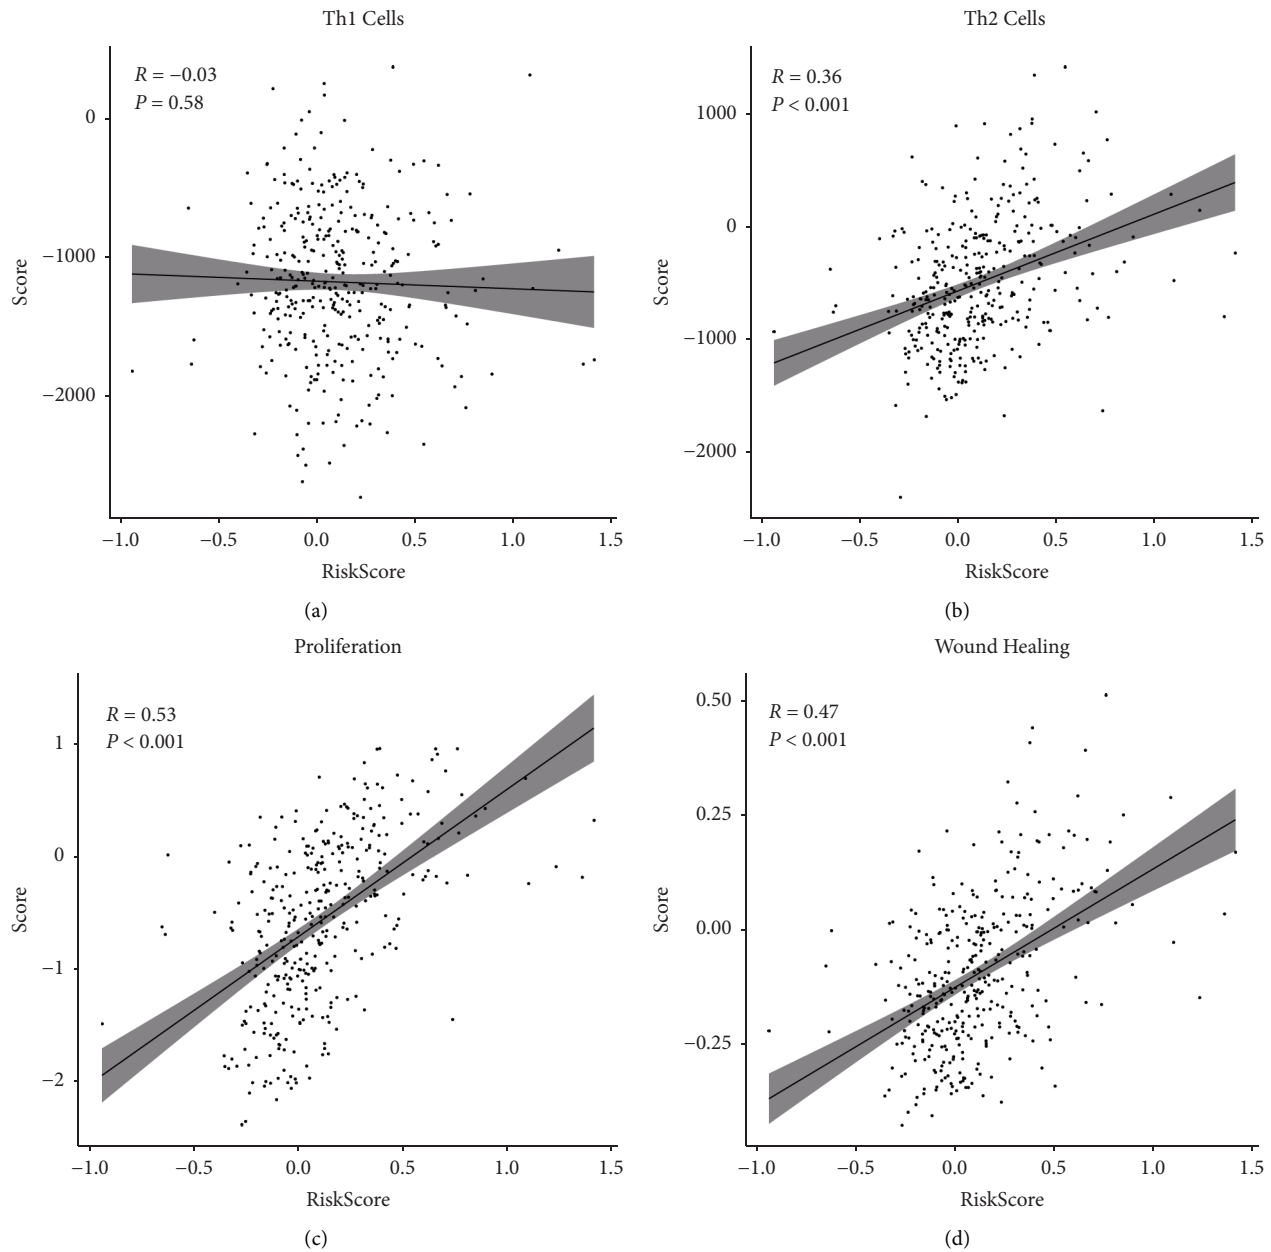 Th1 Cells
R = −0.03
P = 0.58
0
−1000
−2000
Score
−1.0 −0.5 0.0 0.5 1.0 1.5
RiskScore
(a)
Th2 Cells
R = 0.36
P < 0.001
1000
0
−1000
−2000
Score
−1.0 −0.5 0.0 0.5 1.0 1.5
RiskScore
(b)
Proliferation
R = 0.53
P < 0.001
1
0
−1
−2
Score
−1.0 −0.5 0.0 0.5 1.0 1.5
RiskScore
(c)
Wound Healing
R = 0.47
P < 0.001
0.50
0.25
0.00
−0.25
Score
−1.0 −0.5 0.0 0.5 1.0 1.5
RiskScore
(d)